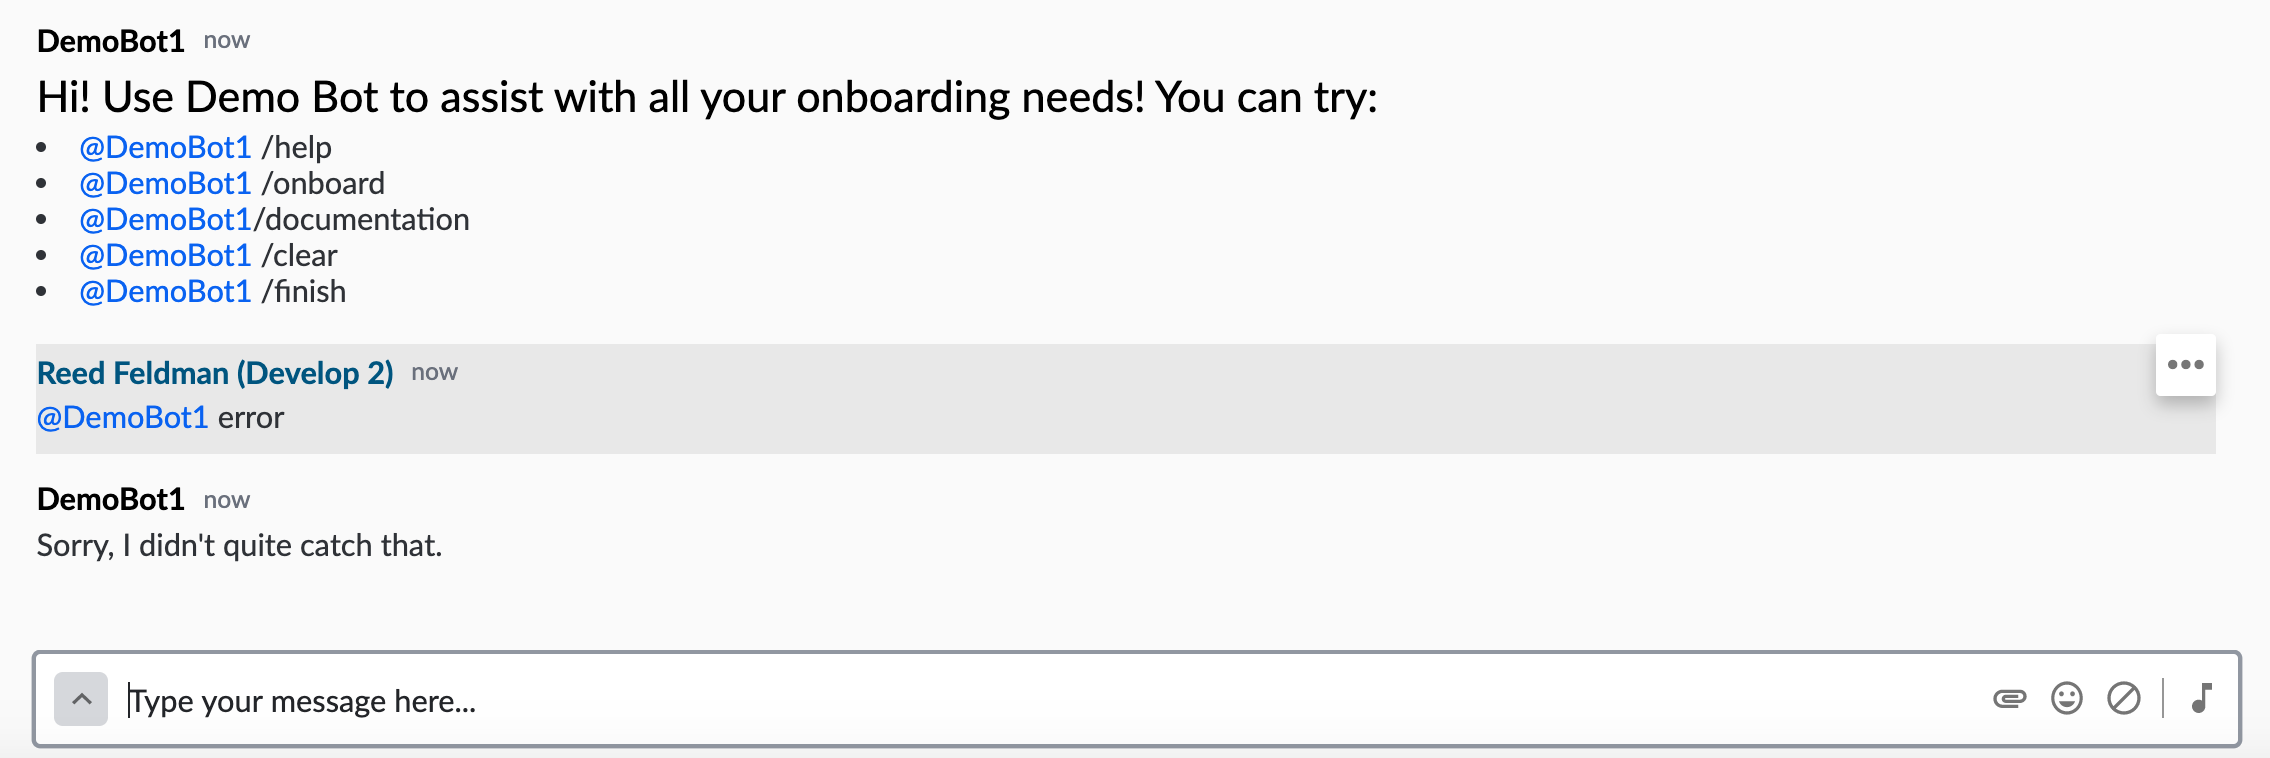 DemoBot1 now
Hi! Use Demo Bot to assist with all your onboarding needs! You can try:
• @DemoBot1 /help
• @DemoBot1 /onboard
• @DemoBot1/documentation
• @DemoBot1 /clear
• @DemoBot1 /finish
Reed Feldman (Develop 2) now
@DemoBot1 error
DemoBot1 now
Sorry, I didn't quite catch that.
Type your message here...